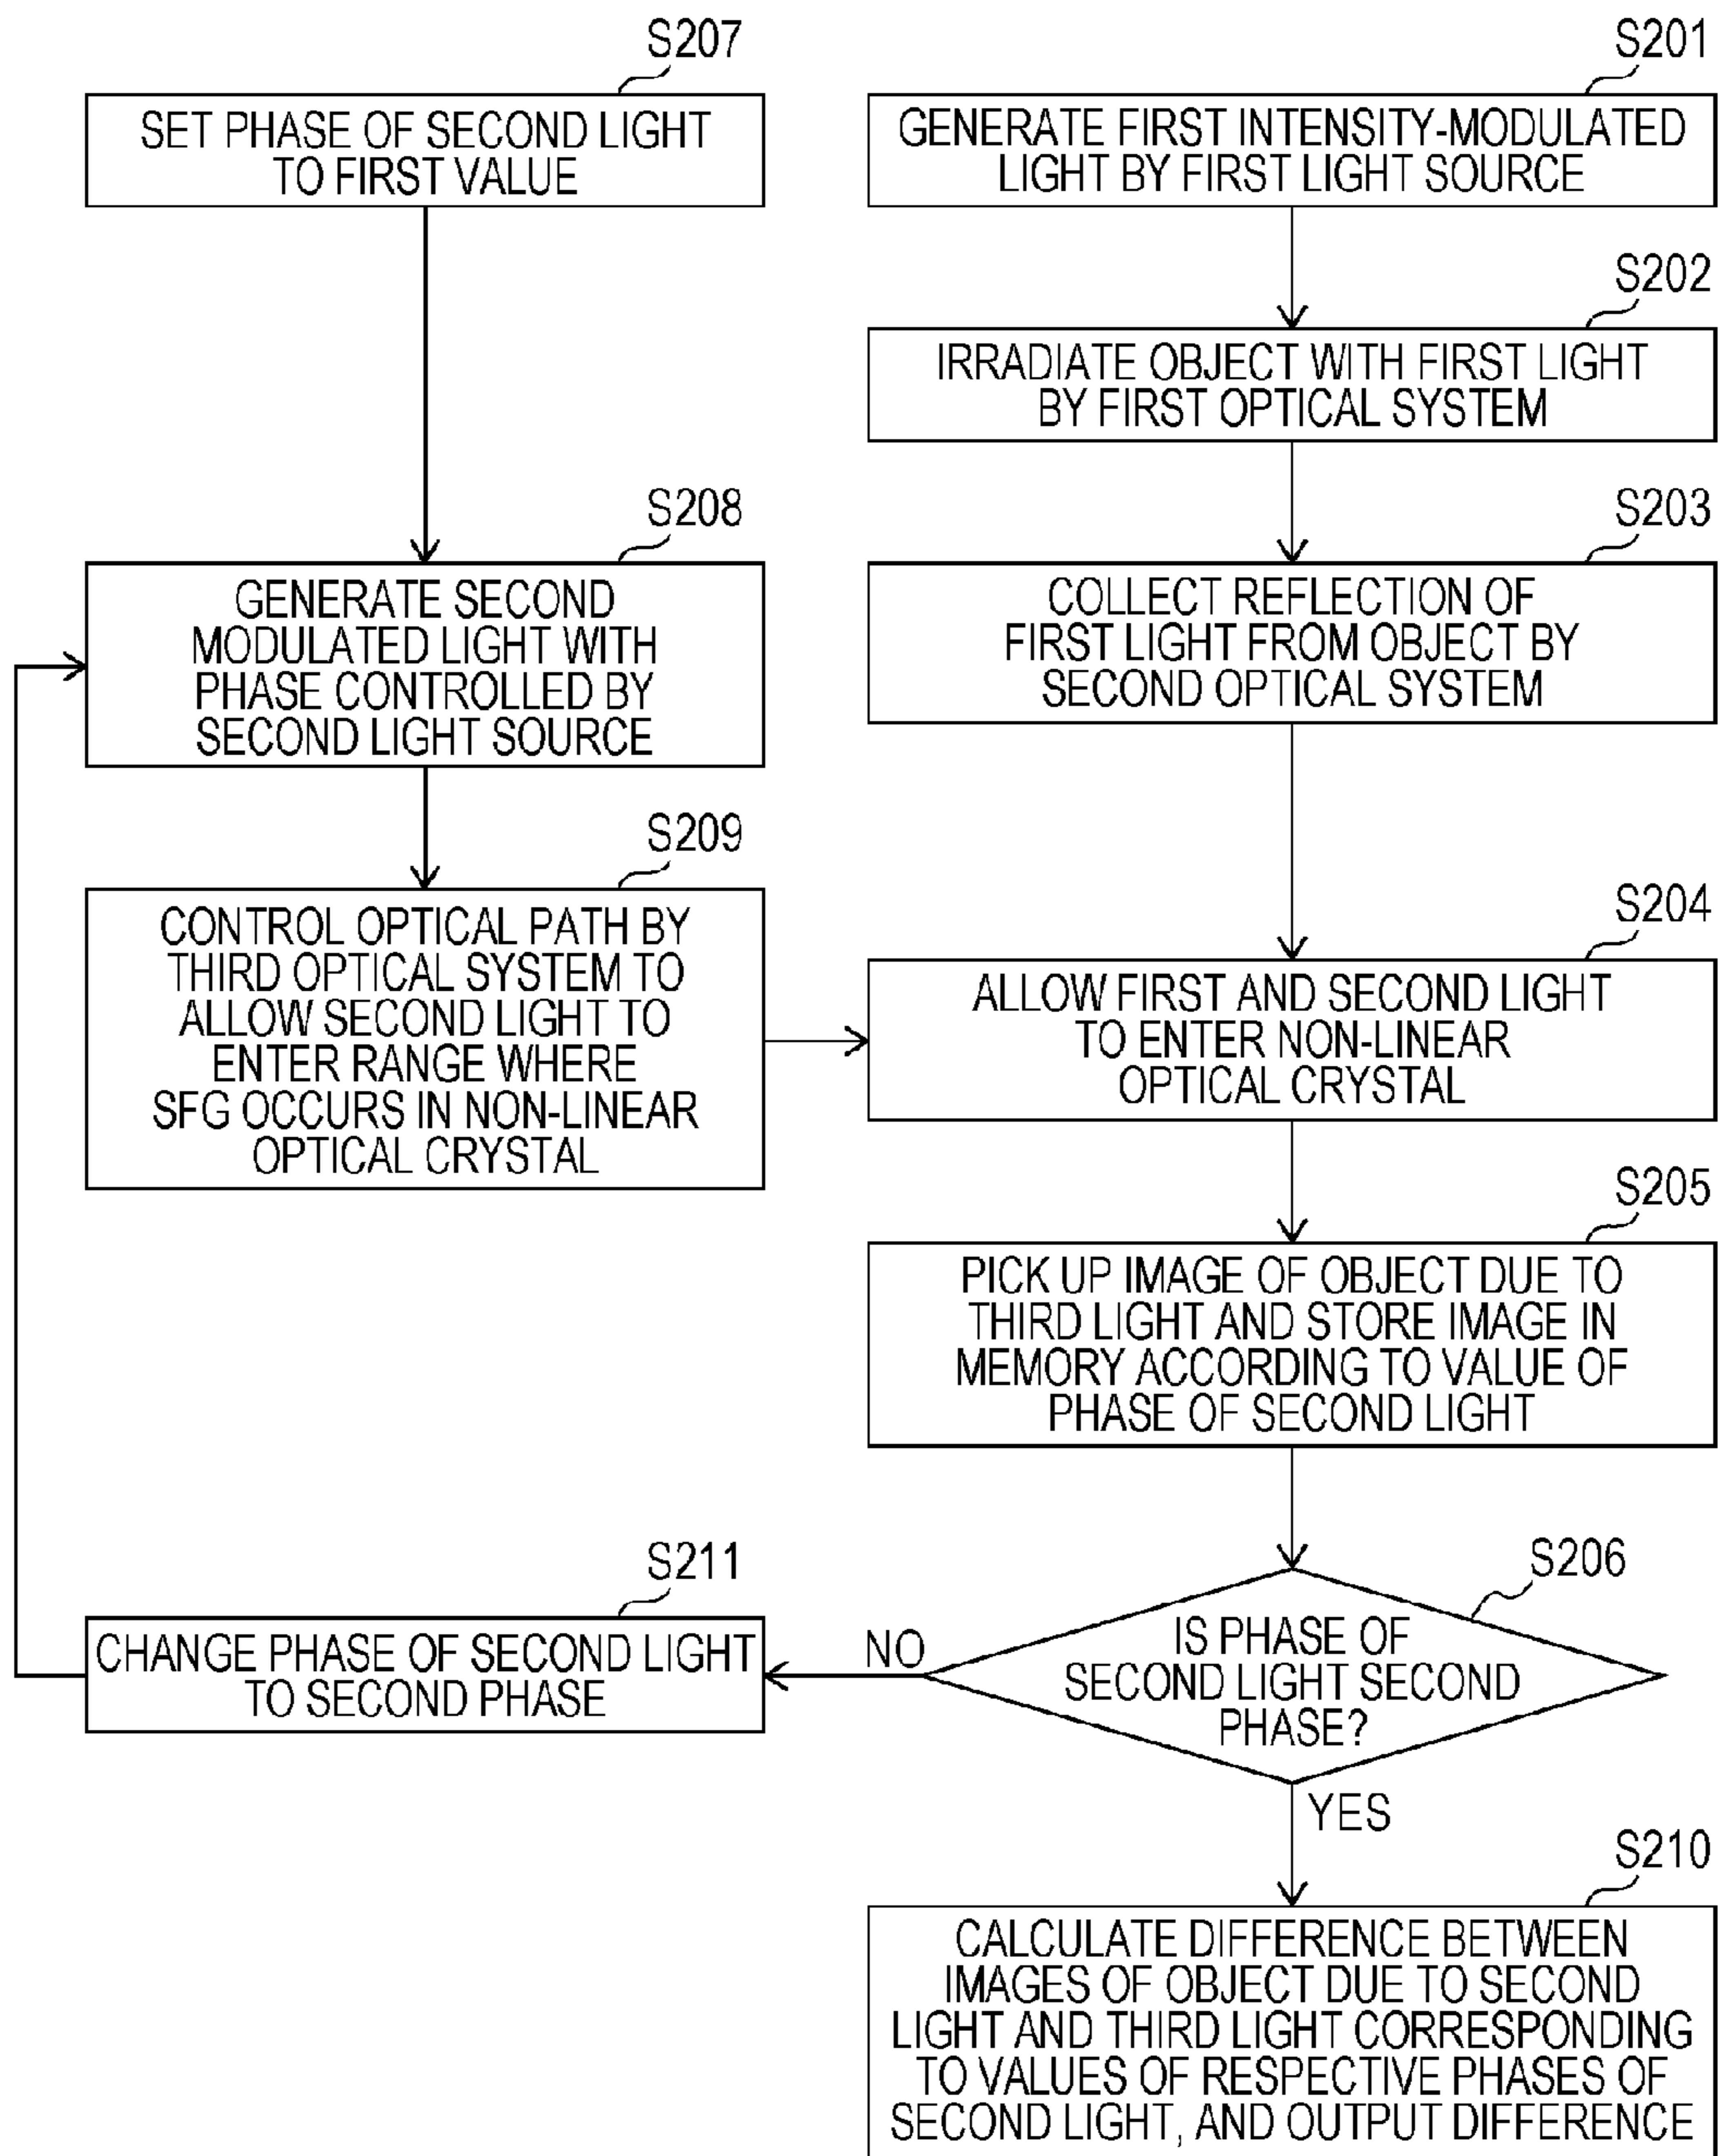 S207
SET PHASE OF SECOND LIGHT
TO FIRST VALUE
S201
GENERATE FIRST INTENSITY-MODULATED
LIGHT BY FIRST LIGHT SOURCE
S202
IRRADIATE OBJECT WITH FIRST LIGHT
BY FIRST OPTICAL SYSTEM
S208
GENERATE SECOND
MODULATED LIGHT WITH
PHASE CONTROLLED BY
SECOND LIGHT SOURCE
S203
COLLECT REFLECTION OF
FIRST LIGHT FROM OBJECT BY
SECOND OPTICAL SYSTEM
S209
CONTROL OPTICAL PATH BY
THIRD OPTICAL SYSTEM TO
ALLOW SECOND LIGHT TO
ENTER RANGE WHERE
SFG OCCURS IN NON-LINEAR
OPTICAL CRYSTAL
S204
ALLOW FIRST AND SECOND LIGHT
TO ENTER NON-LINEAR
OPTICAL CRYSTAL
S205
PICK UP IMAGE OF OBJECT DUE TO
THIRD LIGHT AND STORE IMAGE IN
MEMORY ACCORDING TO VALUE OF
PHASE OF SECOND LIGHT
S211
CHANGE PHASE OF SECOND LIGHT
TO SECOND PHASE
NO
S206
IS PHASE OF
SECOND LIGHT SECOND
PHASE?
YES
S210
CALCULATE DIFFERENCE BETWEEN
IMAGES OF OBJECT DUE TO SECOND
LIGHT AND THIRD LIGHT CORRESPONDING
TO VALUES OF RESPECTIVE PHASES OF
SECOND LIGHT, AND OUTPUT DIFFERENCE